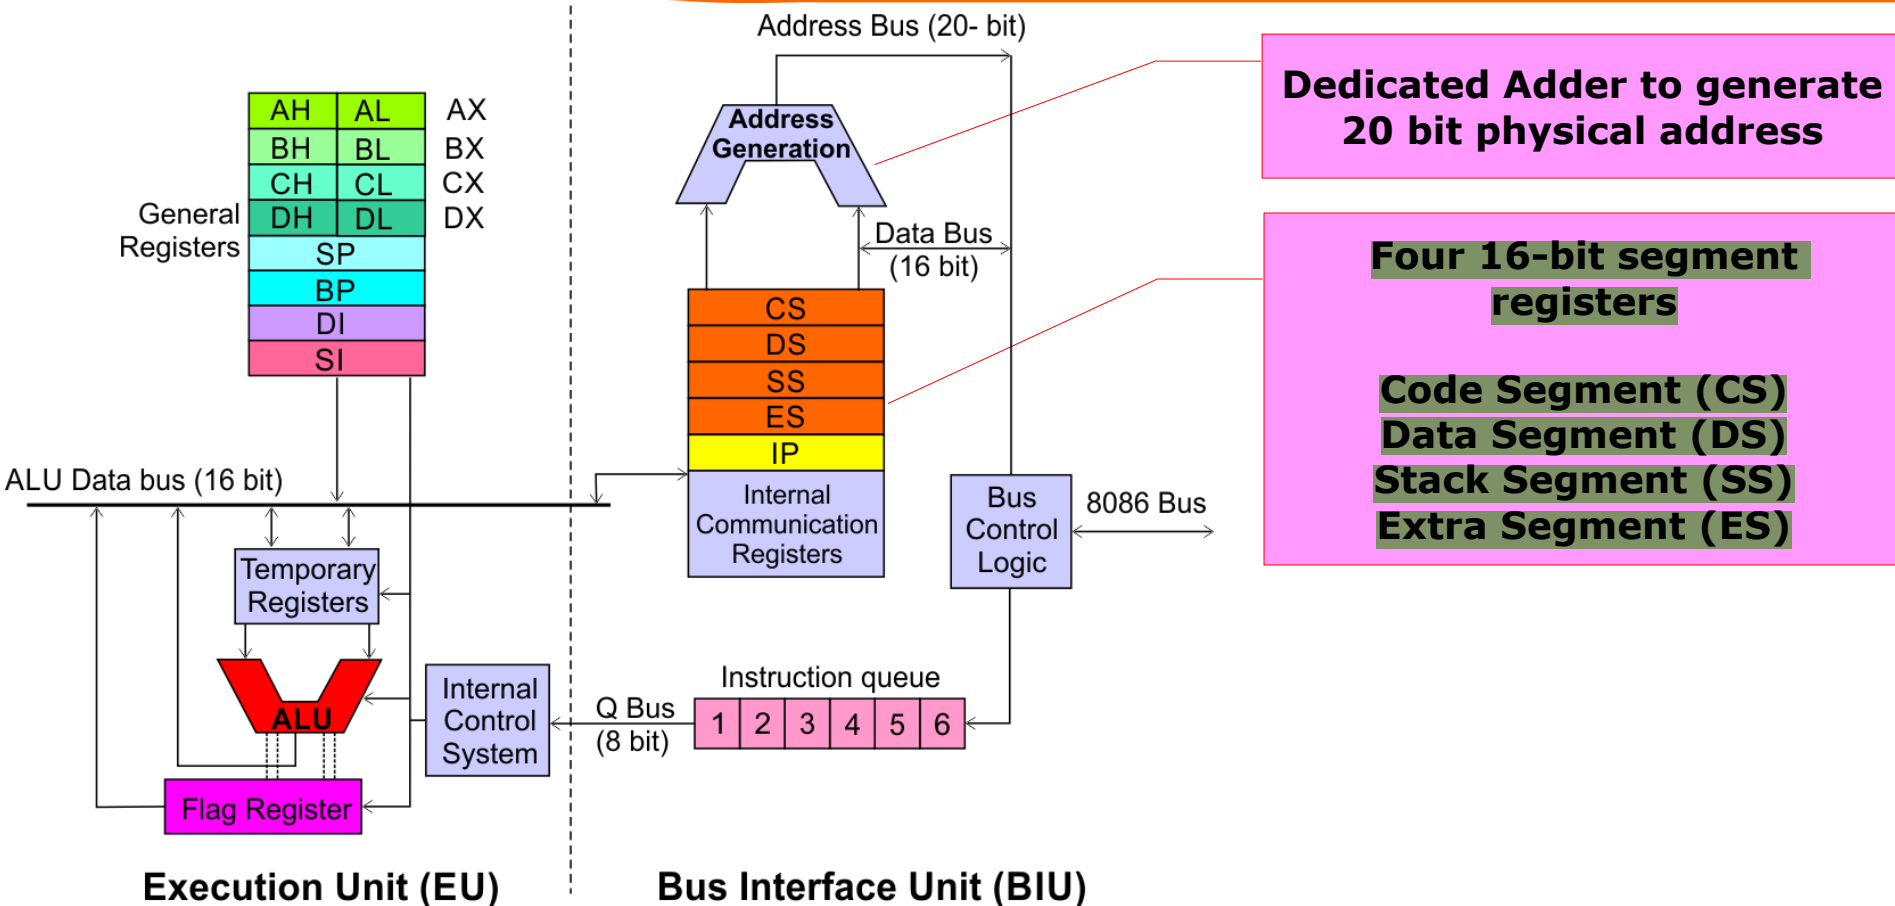 Address Bus (20- bit)
Dedicated Adder to generate
20 bit physical address
AH AL AX
BH BL BX
CH CL CX
DH DL DX
General
Registers
SP
BP
DI
SI
Address
Generation
Data Bus
(16 bit)
Four 16-bit segment
registers
Code Segment (CS)
Data Segment (DS)
Stack Segment (SS)
Extra Segment (ES)
CS
DS
SS
ES
IP
Internal
Communication
Registers
ALU Data bus (16 bit)
Bus
Control
Logic
8086 Bus
Temporary
Registers
ALU
Internal
Control
System
Q Bus
(8 bit)
Instruction queue
1 2 3 4 5 6
Flag Register
Execution Unit (EU)
Bus Interface Unit (BIU)